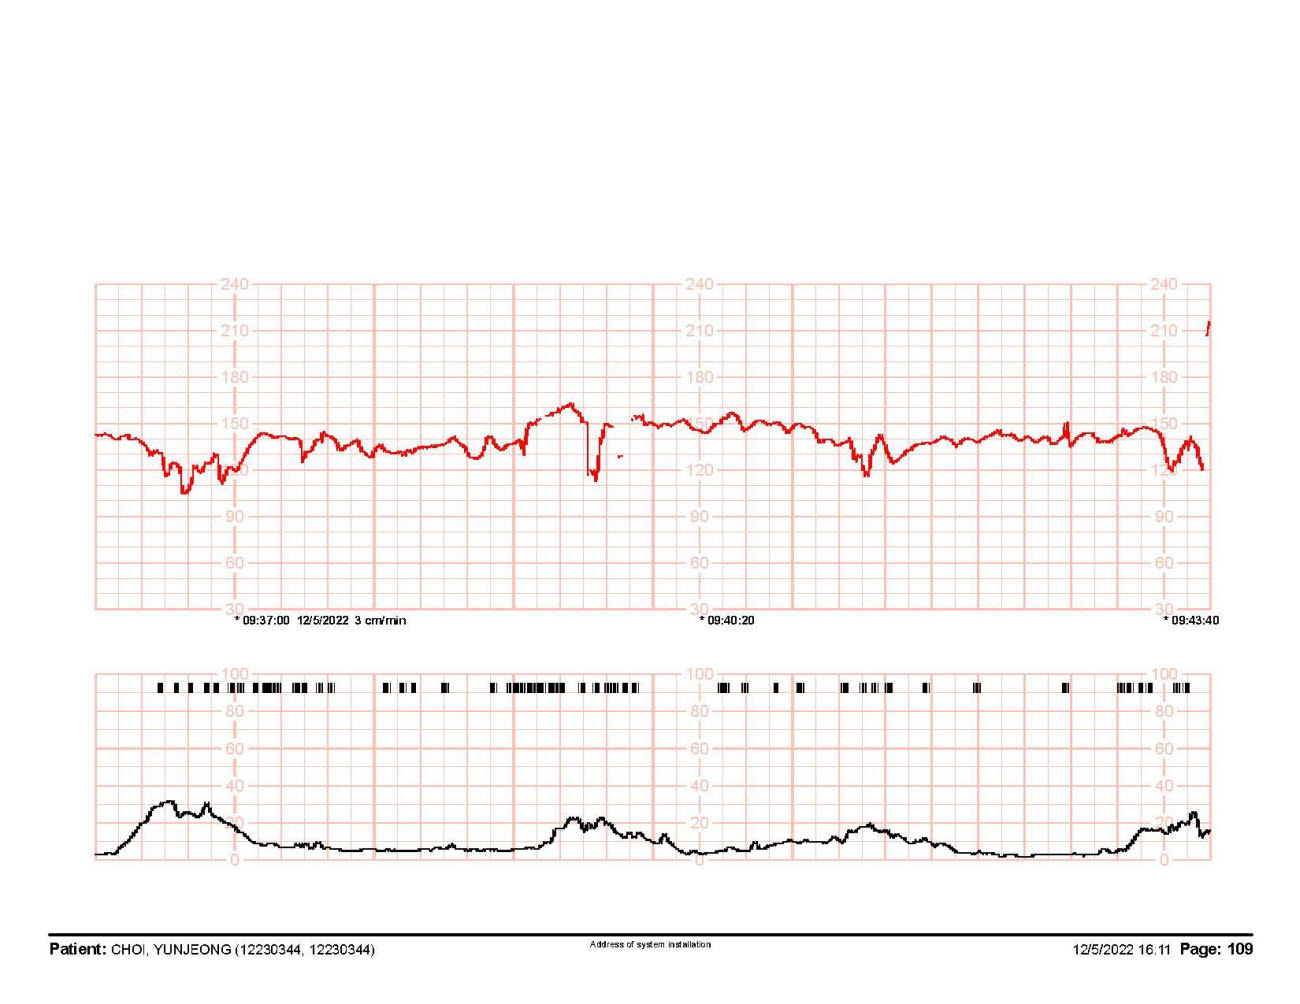 240 240 240
210 210 210
180 180 180
150 150 150
120 120 120
90 90 90
60 60 60
30 30 30
* 09:37:00 12/5/2022 3 cm/min * 09:40:20 * 09:43:40
100 100 100
80 80 80
60 60 60
40 40 40
20 20 20
0 0 0
Patient: CHOI, YUNJEONG (12230344, 12230344) Address of system installation 12/5/2022 16:11 Page: 109